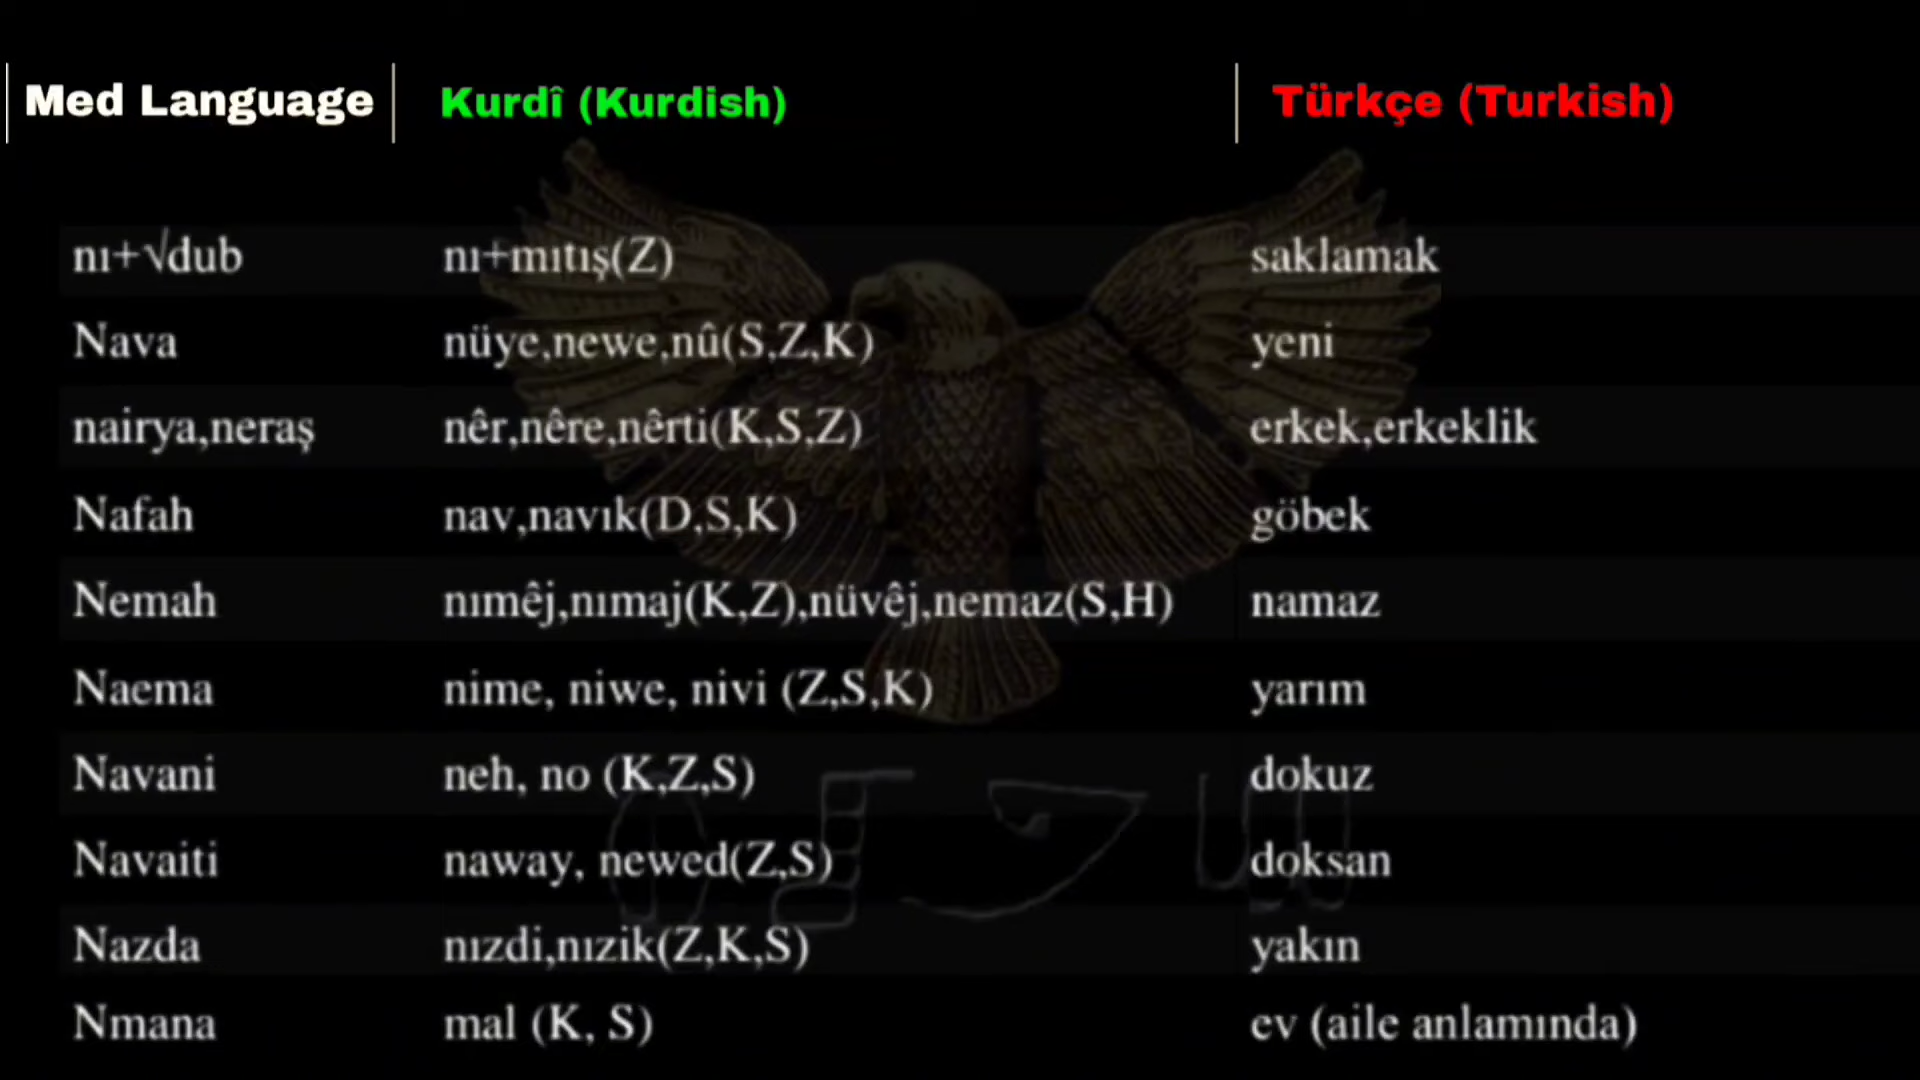 Med Language Kurdî (Kurdish) Türkçe (Turkish)
nı+√dub nı+mıtış(Z) saklamak
Nava nüye,newe,nû(S,Z,K) yeni
nairya,neraş nêr,nêre,nêrti(K,S,Z) erkek,erkeklik
Nafah nav,navık(D,S,K) göbek
Nemah nımêj,nımaj(K,Z),nüvêj,nemaz(S,H) namaz
Naema nime, niwe, nivi (Z,S,K) yarım
Navani neh, no (K,Z,S) dokuz
Navaiti naway, newed(Z,S) doksan
Nazda nızdi,nızik(Z,K,S) yakın
Nmana mal (K, S) ev (aile anlamında)